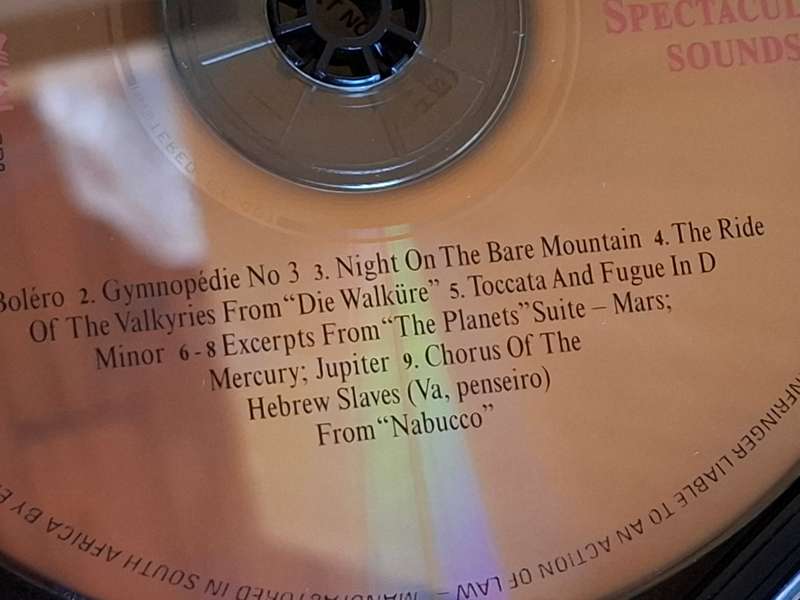 SPECTACUL
SOUNDS
Boléro 2. Gymnopédie No 3 3. Night On The Bare Mountain 4. The Ride
Of The Valkyries From "Die Walküre" 5. Toccata And Fugue In D
Minor 6 - 8 Excerpts From "The Planets" Suite – Mars;
Mercury; Jupiter 9. Chorus Of The
Hebrew Slaves (Va, penseiro)
From "Nabucco"
NFRINGER LIABLE TO AN ACTION OF LAW – MANUFACTURED IN SOUTH AFRICA BY